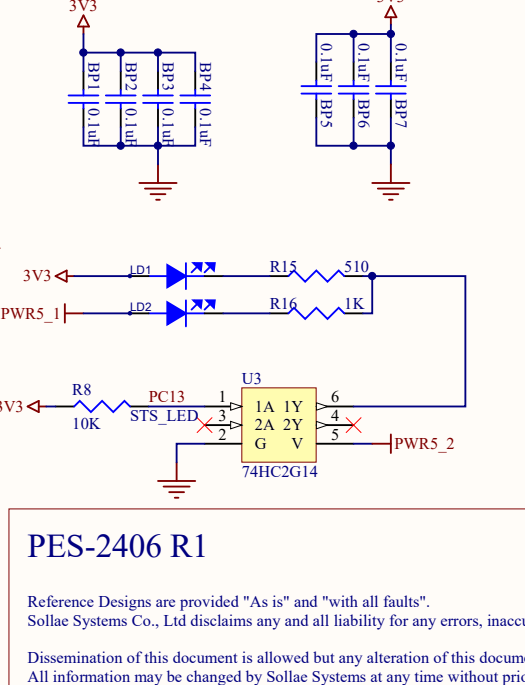 3V3
BP1 0.1uF
BP2 0.1uF
BP3 0.1uF
BP4 0.1uF
0.1uF BP5
0.1uF BP6
0.1uF BP7
3V3 LD1 R15 510
PWR5_1 LD2 R16 1K
U3
R8 PC13 1 1A 1Y 6
10K STS_LED 3 2A 2Y 4
2 G V 5 PWR5_2
74HC2G14
PES-2406 R1
Reference Designs are provided "As is" and "with all faults".
Sollae Systems Co., Ltd disclaims any and all liability for any errors, inaccu
Dissemination of this document is allowed but any alteration of this docume
All information may be changed by Sollae Systems at any time without prio